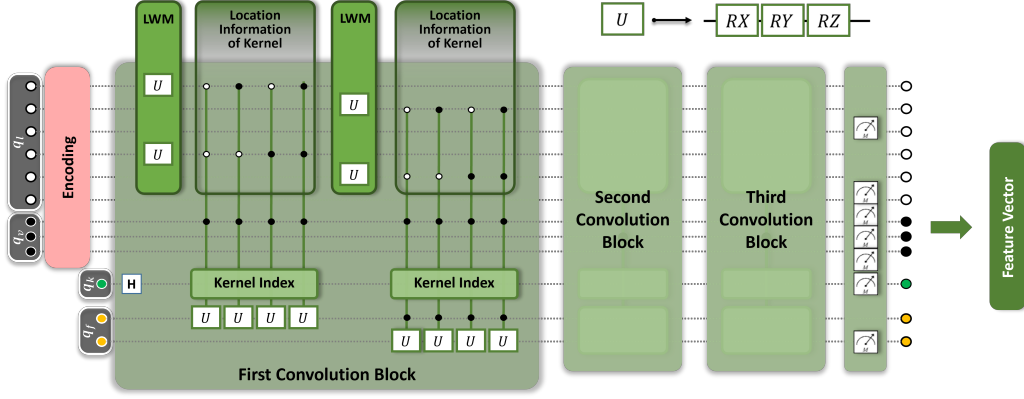 LWM
Location
Information
of Kernel
LWM
Location
Information
of Kernel
U
RX RY RZ
U
U
U
U
q_l
Encoding
q_v
q_k
H
q_f
Kernel Index
U U U U
Kernel Index
U U U U
First Convolution Block
Second
Convolution
Block
Third
Convolution
Block
M
M
M
M
M
M
M
M
Feature Vector